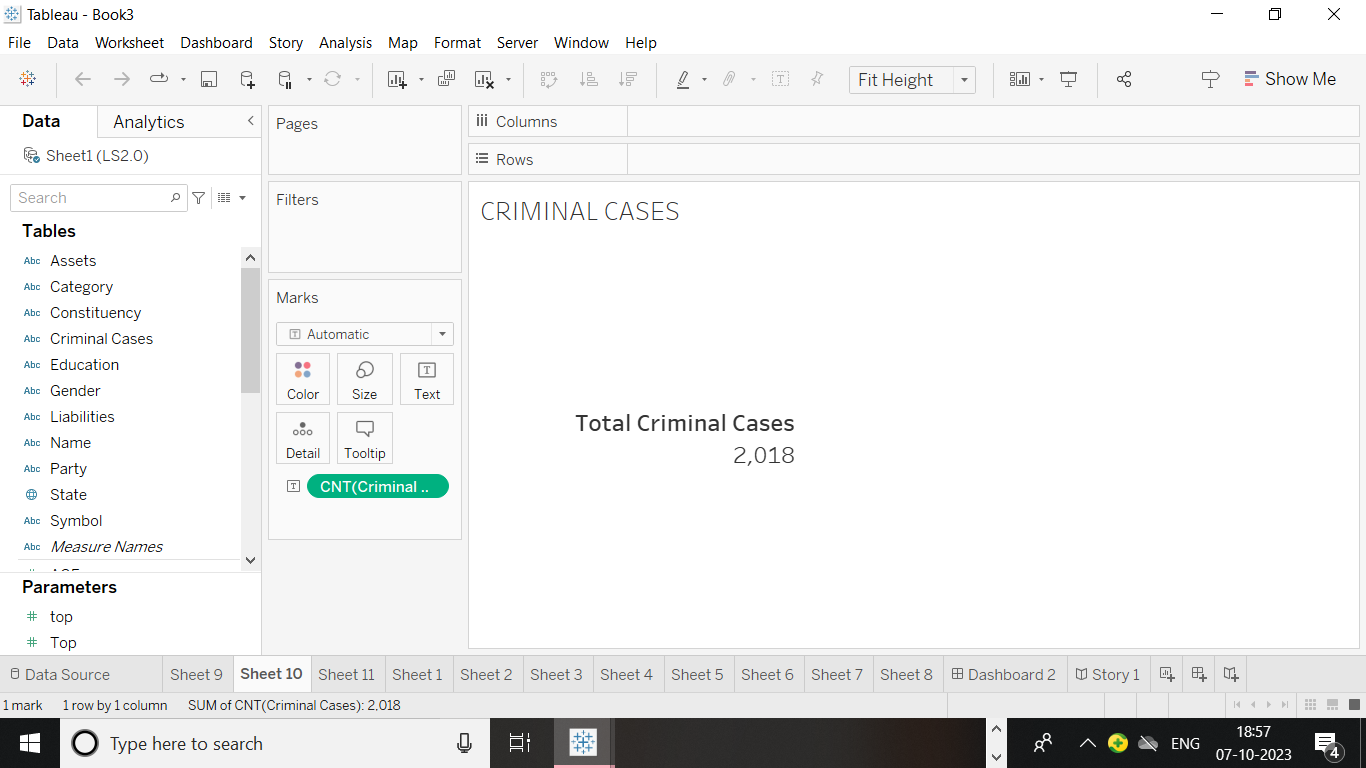 Tableau - Book3
File Data Worksheet Dashboard Story Analysis Map Format Server Window Help
Fit Height
Show Me
Data
Analytics
Sheet1 (LS2.0)
Search
Tables
Abc Assets
Abc Category
Abc Constituency
Abc Criminal Cases
Abc Education
Abc Gender
Abc Liabilities
Abc Name
Abc Party
State
Abc Symbol
Abc Measure Names
Parameters
# top
# Top
Pages
Filters
Marks
T Automatic
Color
Size
T
Text
Detail
Tooltip
T CNT(Criminal ..
Columns
Rows
CRIMINAL CASES
Total Criminal Cases
2,018
Data Source Sheet 9 Sheet 10 Sheet 11 Sheet 1 Sheet 2 Sheet 3 Sheet 4 Sheet 5 Sheet 6 Sheet 7 Sheet 8 Dashboard 2 Story 1
1 mark 1 row by 1 column SUM of CNT(Criminal Cases): 2,018
Type here to search
ENG
18:57
07-10-2023
4